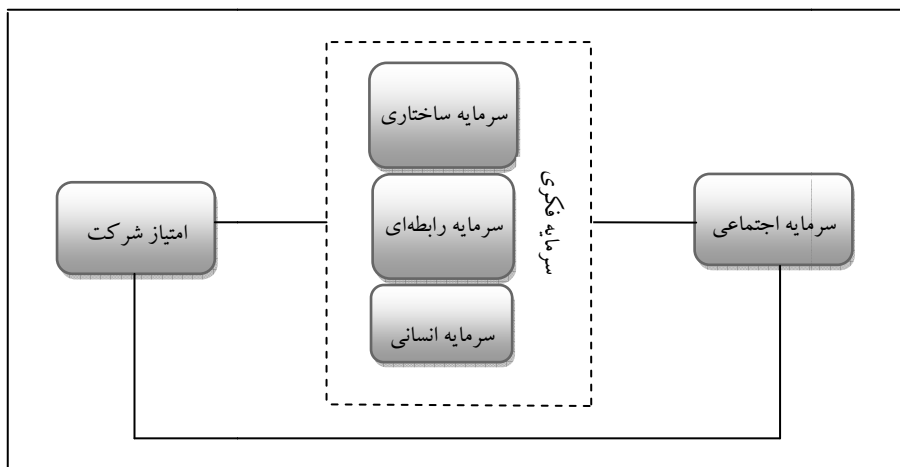 سرمایه اجتماعی
سرمایه فکری
سرمایه ساختاری
سرمایه رابطه‌ای
سرمایه انسانی
امتیاز شرکت